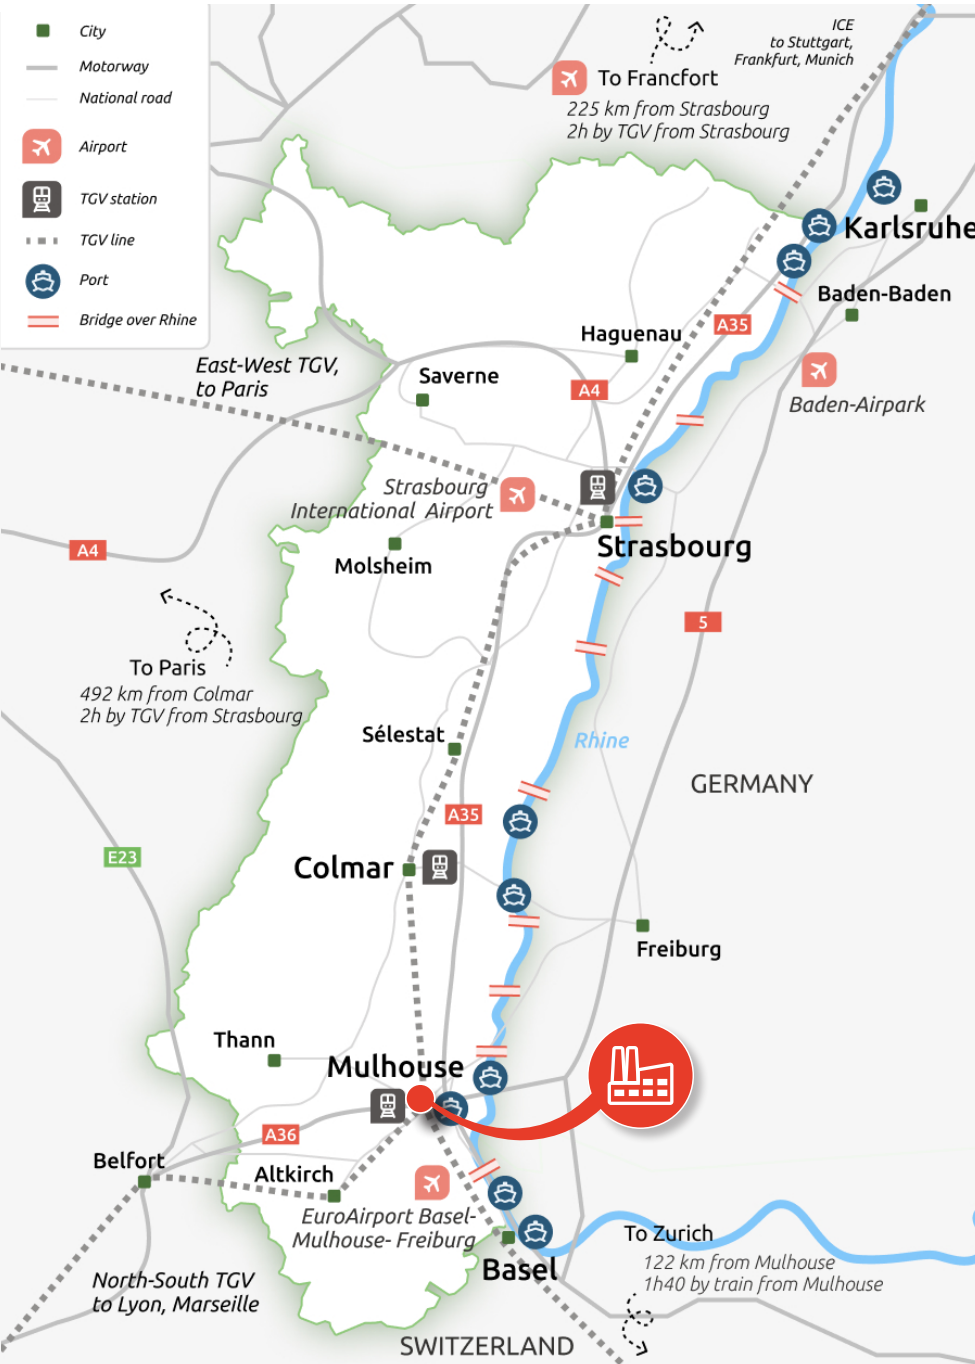 City
Motorway
National road
Airport
TGV station
TGV line
Port
Bridge over Rhine
ICE
to Stuttgart,
Frankfurt, Munich
To Francfort
225 km from Strasbourg
2h by TGV from Strasbourg
Karlsruhe
Baden-Baden
A35
Haguenau
East-West TGV,
to Paris
Saverne
A4
Baden-Airpark
Strasbourg
International Airport
Strasbourg
A4
Molsheim
5
To Paris
492 km from Colmar
2h by TGV from Strasbourg
Sélestat
Rhine
GERMANY
A35
E23
Colmar
Freiburg
Thann
Mulhouse
A36
Belfort
Altkirch
EuroAirport Basel-
Mulhouse- Freiburg
To Zurich
122 km from Mulhouse
1h40 by train from Mulhouse
Basel
North-South TGV
to Lyon, Marseille
SWITZERLAND